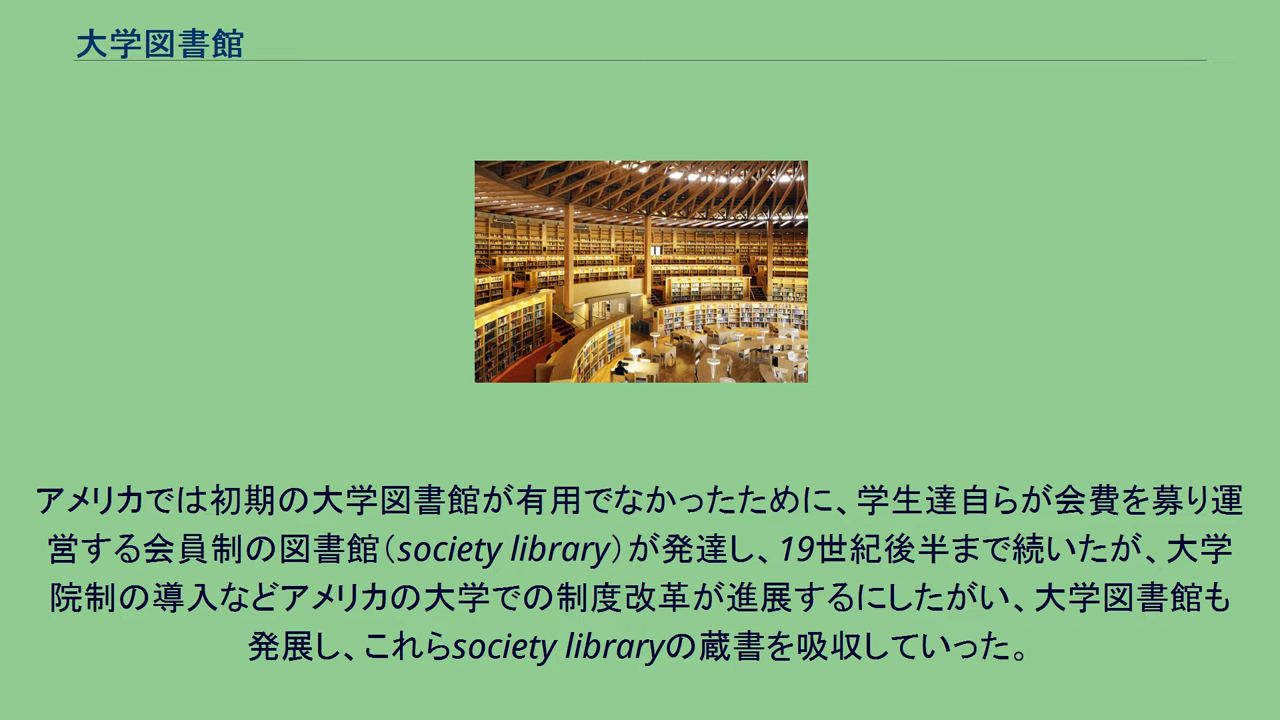 大学図書館
アメリカでは初期の大学図書館が有用でなかったために、学生達自らが会費を募り運
営する会員制の図書館（society library）が発達し、19世紀後半まで続いたが、大学
院制の導入などアメリカの大学での制度改革が進展するにしたがい、大学図書館も
発展し、これらsociety libraryの蔵書を吸収していった。